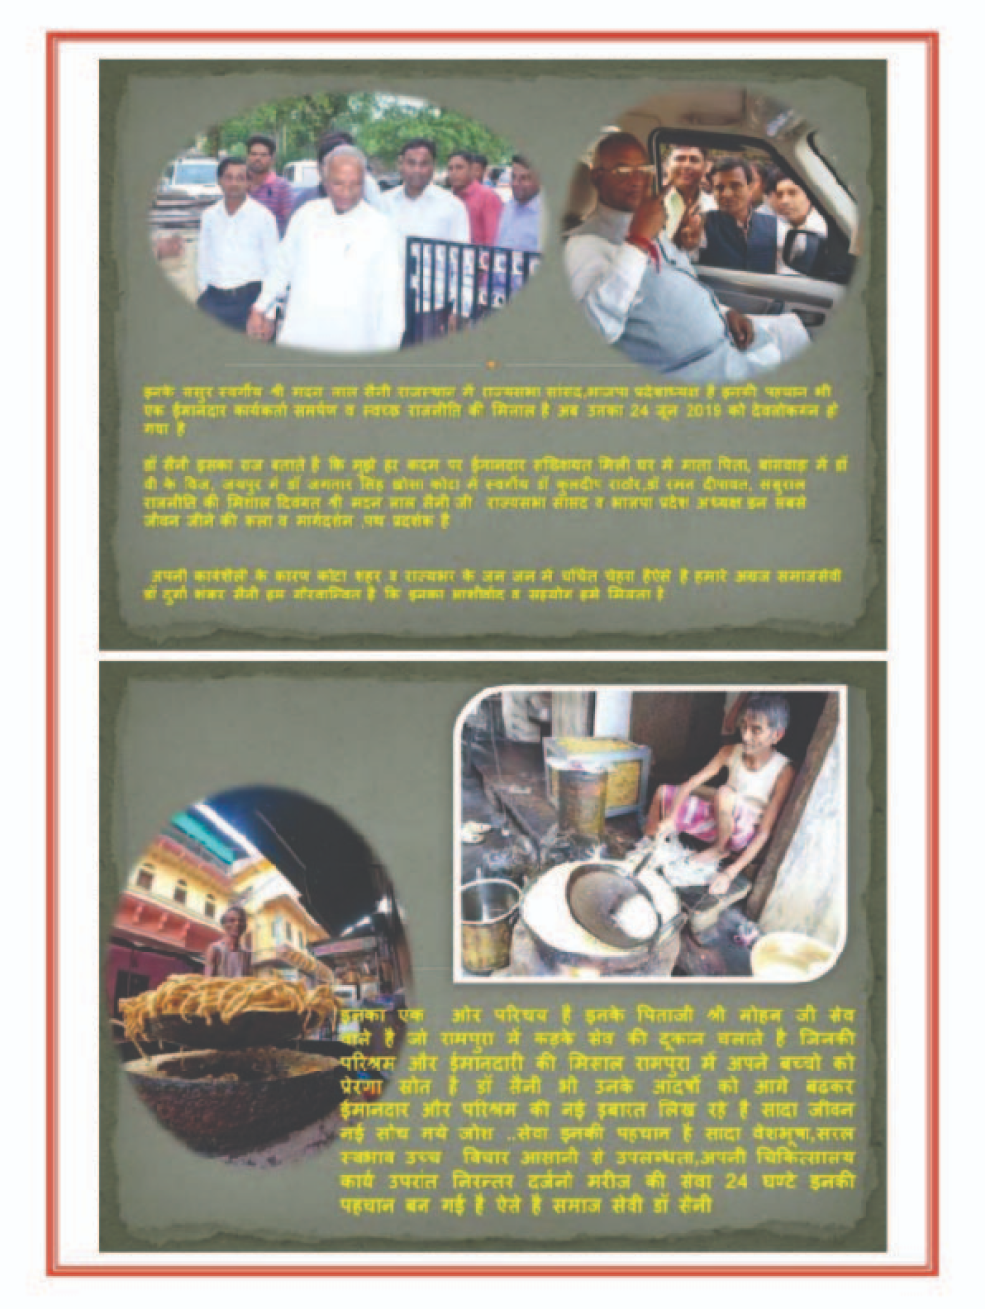 इनके ससुर स्वर्गीय श्री मदन लाल सैनी राजस्थान में राज्यसभा सांसद,भाजपा प्रदेशाध्यक्ष है इनकी पहचान भी
एक ईमानदार कार्यकर्ता समर्पण व स्वच्छ राजनीति की मिसाल है अब उनका 24 जून 2019 को देवलोकगमन हो
गया है
डॉ सैनी इसका राज बताते है कि मुझे हर कदम पर ईमानदार शख्शियत मिली घर मे माता पिता, बांसवाड़ा में डॉ
वी के विज, जयपुर में डॉ जगतार सिंह कोटा में स्वर्गीय डॉ कुलदीप राठौर,डॉ रमन दीपावत, ससुराल
राजनीति की मिशाल दिवंगत श्री मदन लाल सैनी जी राज्यसभा सांसद व भाजपा प्रदेश अध्यक्ष इन सबसे
जीवन जीने की कला व मार्गदर्शन ,पथ प्रदर्शक है
अपनी कार्यशैली के कारण कोटा शहर व राज्यभर के जन जन मे चर्चित चेहरा हैऐसे है हमारे अग्रज समाजसेवी
डॉ दुर्गा शंकर सैनी हम गौरवान्वित है कि इनका आशीर्वाद व सहयोग हमे मिलता है
इनका एक ओर परिचय है इनके पिताजी श्री मोहन जी सेव
वाले है जो रामपुरा में कड़के सेव की दूकान चलाते है जिनकी
परिश्रम और ईमानदारी की मिसाल रामपुरा में अपने बच्चो को
प्रेरणा स्रोत है डॉ सैनी भी उनके आदर्षो को आगे बढकर
ईमानदार और परिश्रम की नई इबारत लिख रहे है सादा जीवन
नई सोच नये जोश ..सेवा इनकी पहचान है सादा वेशभूषा,सरल
स्वभाव उच्च विचार आसानी से उपलब्धता,अपनी चिकित्सालय
कार्य उपरांत निरन्तर दर्जनो मरीज की सेवा 24 घण्टे इनकी
पहचान बन गई है ऐसे है समाज सेवी डॉ सैनी